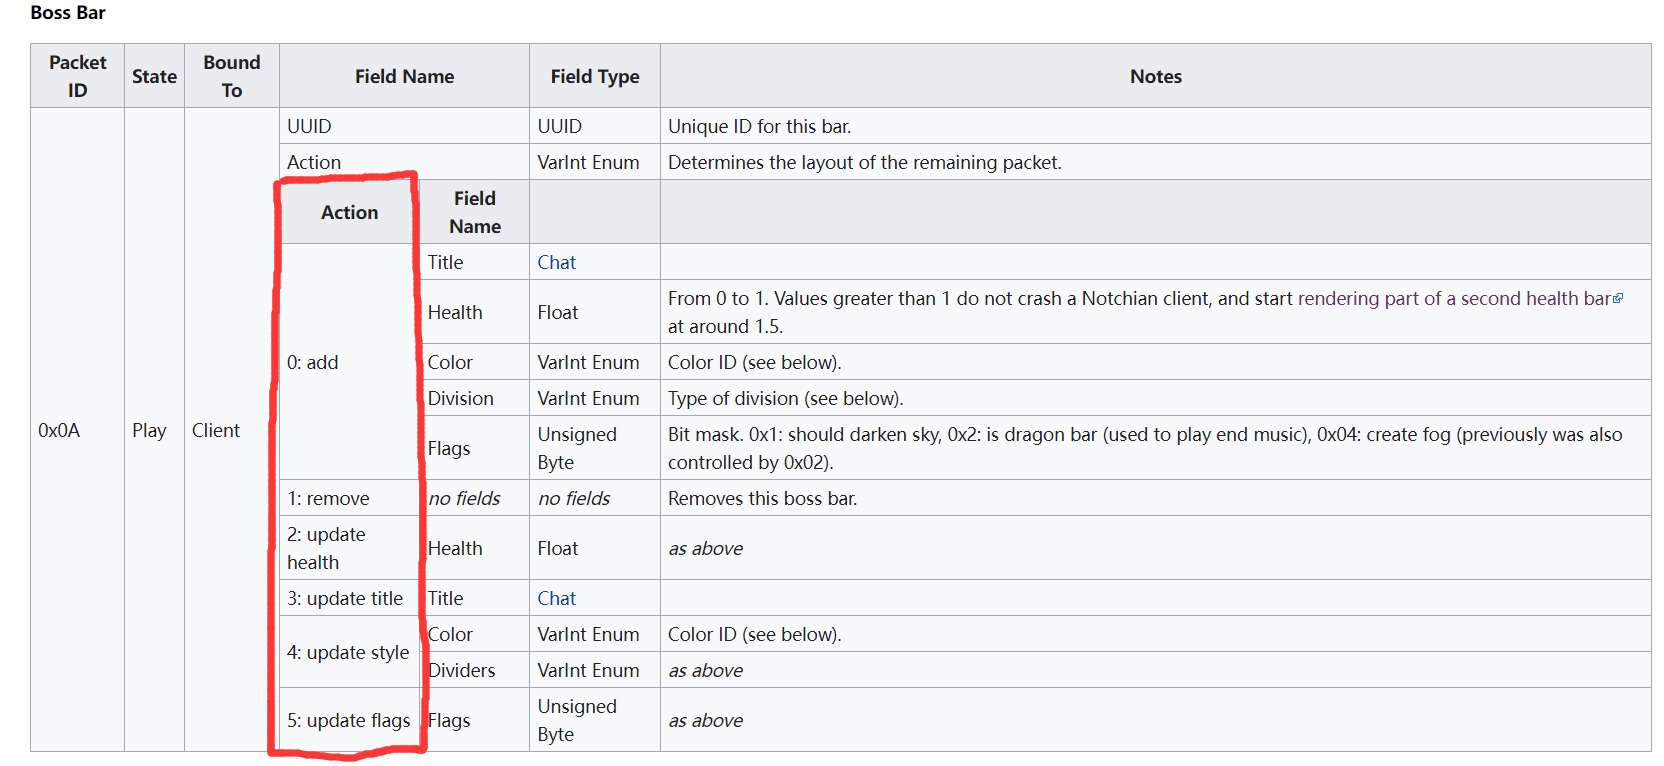 Boss Bar
Packet ID State Bound To Field Name Field Type Notes
0x0A Play Client
UUID UUID Unique ID for this bar.
Action VarInt Enum Determines the layout of the remaining packet.
Action Field Name
0: add
Title Chat
Health Float From 0 to 1. Values greater than 1 do not crash a Notchian client, and start rendering part of a second health bar
at around 1.5.
Color VarInt Enum Color ID (see below).
Division VarInt Enum Type of division (see below).
Flags Unsigned Byte Bit mask. 0x1: should darken sky, 0x2: is dragon bar (used to play end music), 0x04: create fog (previously was also
controlled by 0x02).
1: remove no fields no fields Removes this boss bar.
2: update health Health Float as above
3: update title Title Chat
4: update style Color VarInt Enum Color ID (see below).
Dividers VarInt Enum as above
5: update flags Flags Unsigned Byte as above